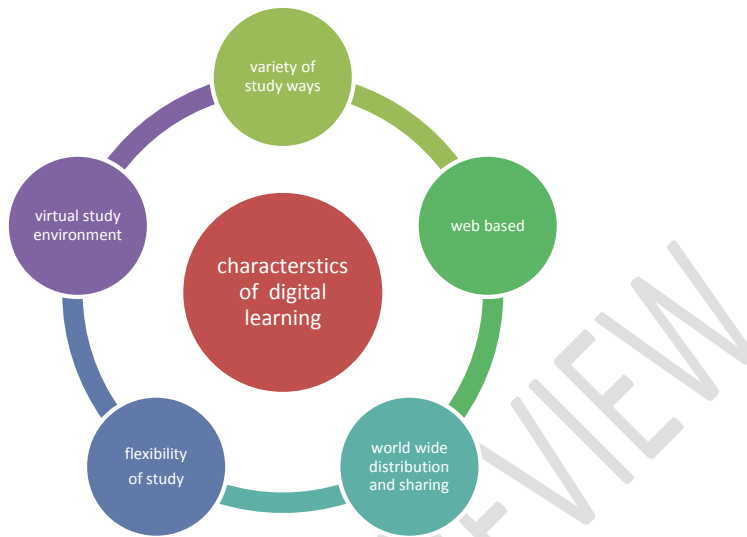 variety of
study ways
web based
world wide
distribution
and sharing
flexibility
of study
virtual study
environment
characterstics
of digital
learning